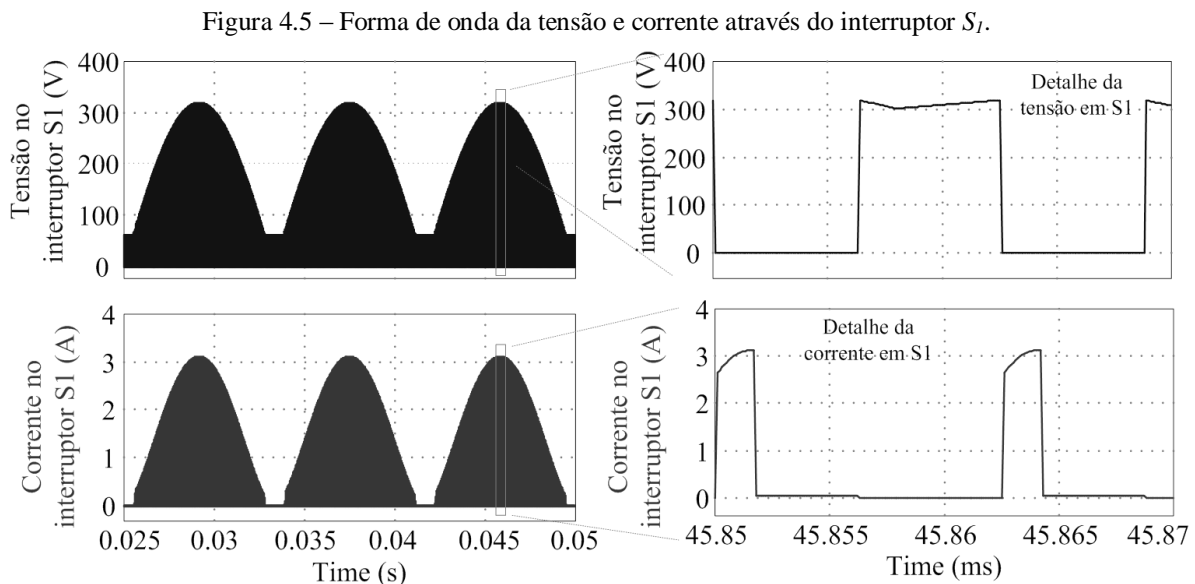 Figura 4.5 – Forma de onda da tensão e corrente através do interruptor S1.
Tensão no
interruptor S1 (V)
400
300
200
100
0
Tensão no
interruptor S1 (V)
400
300
200
100
0
Detalhe da
tensão em S1
Corrente no
interruptor S1 (A)
4
3
2
1
0
0.025
0.03
0.035
0.04
0.045
0.05
Time (s)
Corrente no
interruptor S1 (A)
4
3
2
1
0
Detalhe da
corrente em S1
45.85
45.855
45.86
45.865
45.87
Time (ms)